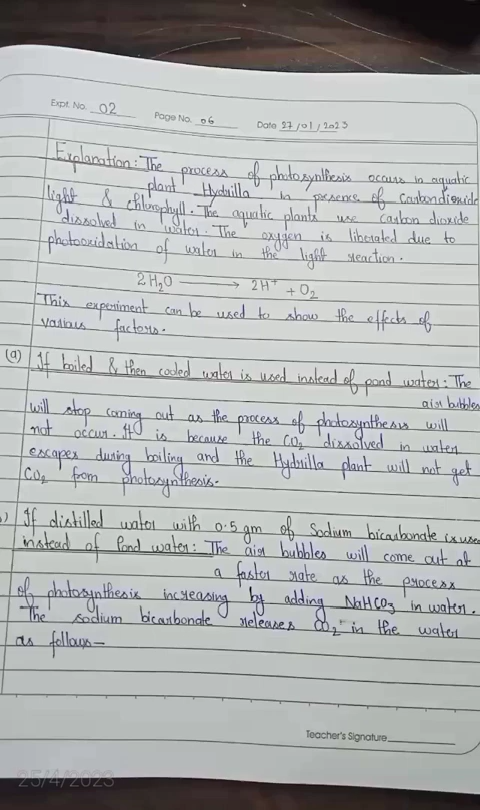 Expt. No. 02
Page No. 06
Date 27/01/2023
Explanation: The process of photosynthesis occurs in aquatic
plant Hydrilla in presence of Carbondioxide
light & chlorophyll. The aquatic plants use carbon dioxide
dissolved in water. The oxygen is liberated due to
photooxidation of water in the light reaction.
2H2O → 2H+ + O2
This experiment can be used to show the effects of
various factors.
(a) If boiled & then cooled water is used instead of pond water: The
air bubbles
will stop coming out as the process of photosynthesis will
not occur. It is because the CO2 dissolved in water
escapes during boiling and the Hydrilla plant will not get
CO2 from photosynthesis.
) If distilled water with 0.5 gm of Sodium bicarbonate is used
instead of Pond water: The air bubbles will come out at
a faster rate as the process
of photosynthesis increasing by adding NaHCO3 in water.
The sodium bicarbonate releases CO2 in the water
as follows—
Teacher's Signature
25/4/2023